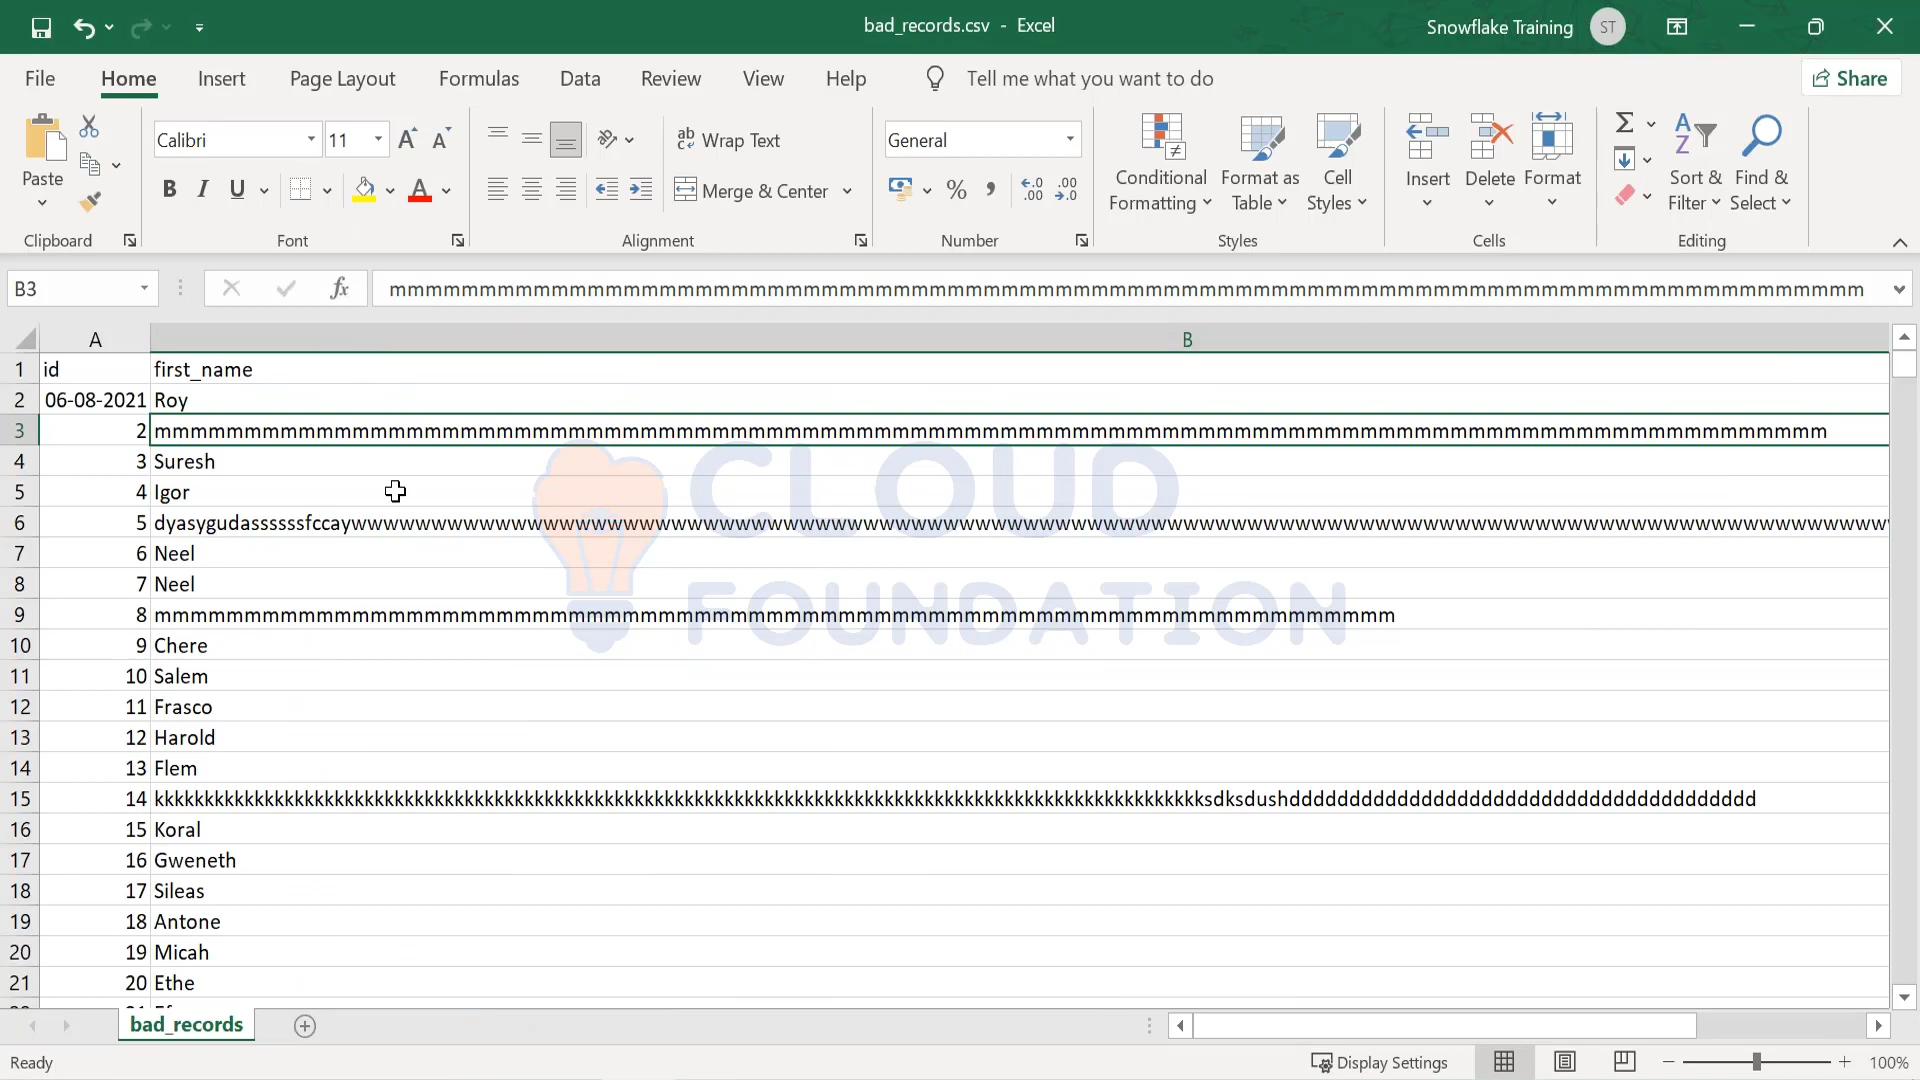 bad_records.csv - Excel
Snowflake Training ST
File Home Insert Page Layout Formulas Data Review View Help Tell me what you want to do Share
Calibri 11 Wrap Text General
Paste B I U Merge & Center % Conditional Formatting Format as Table Cell Styles Insert Delete Format Sort & Filter Find & Select
Clipboard Font Alignment Number Styles Cells Editing
B3 fx
A B
1 id first_name
2 06-08-2021 Roy
3 2
4 3 Suresh
5 4 Igor
6 5
7 6 Neel
8 7 Neel
9 8
10 9 Chere
11 10 Salem
12 11 Frasco
13 12 Harold
14 13 Flem
15 14
16 15 Koral
17 16 Gweneth
18 17 Sileas
19 18 Antone
20 19 Micah
21 20 Ethe
CLOUD
FOUNDATION
bad_records
Ready Display Settings 100%